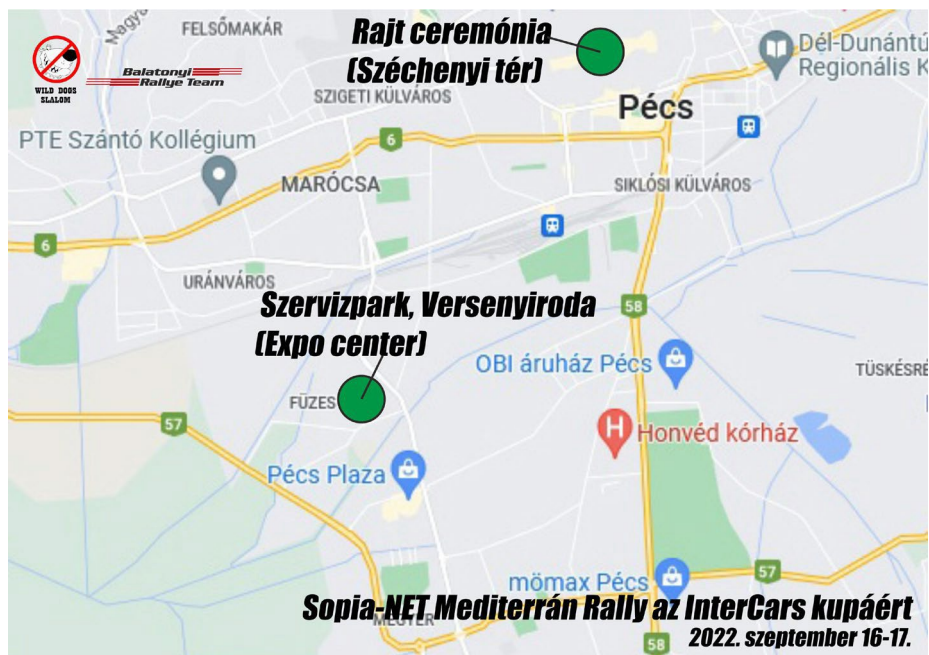 Magya
FELSŐMAKÁR
Rajt ceremónia
(Széchenyi tér)
Dél-Dunántú
Regionális K
WILD DOGS
SLALOM
Balatonyi
Rallye Team
SZIGETI KÜLVÁROS
Pécs
PTE Szántó Kollégium
6
MARÓCSA
SIKLÓSI KÜLVÁROS
6
URÁNVÁROS
Szervizpark, Versenyiroda
(Expo center)
58
OBI áruház Pécs
TÜSKÉSRÉ
FÜZES
57
H
Honvéd kórház
Pécs Plaza
57
mömax Pécs
Sopia-NET Mediterrán Rally az InterCars kupáért
MEGYER
2022. szeptember 16-17.
58